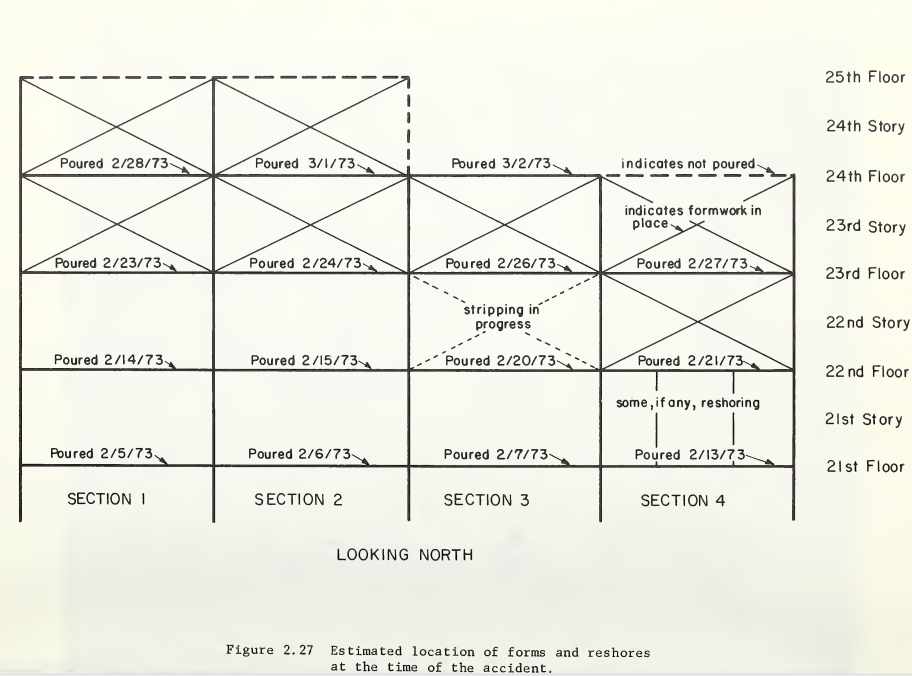 25th Floor
24th Story
Poured 2/28/73
Poured 3/1/73
Poured 3/2/73
indicates not poured
24th Floor
indicates formwork in
place
23rd Story
Poured 2/23/73
Poured 2/24/73
Poured 2/26/73
Poured 2/27/73
23rd Floor
stripping in
progress
22nd Story
Poured 2/14/73
Poured 2/15/73
Poured 2/20/73
Poured 2/21/73
22nd Floor
some, if any, reshoring
21st Story
Poured 2/5/73
Poured 2/6/73
Poured 2/7/73
Poured 2/13/73
21st Floor
SECTION 1
SECTION 2
SECTION 3
SECTION 4
LOOKING NORTH
Figure 2.27 Estimated location of forms and reshores
at the time of the accident.